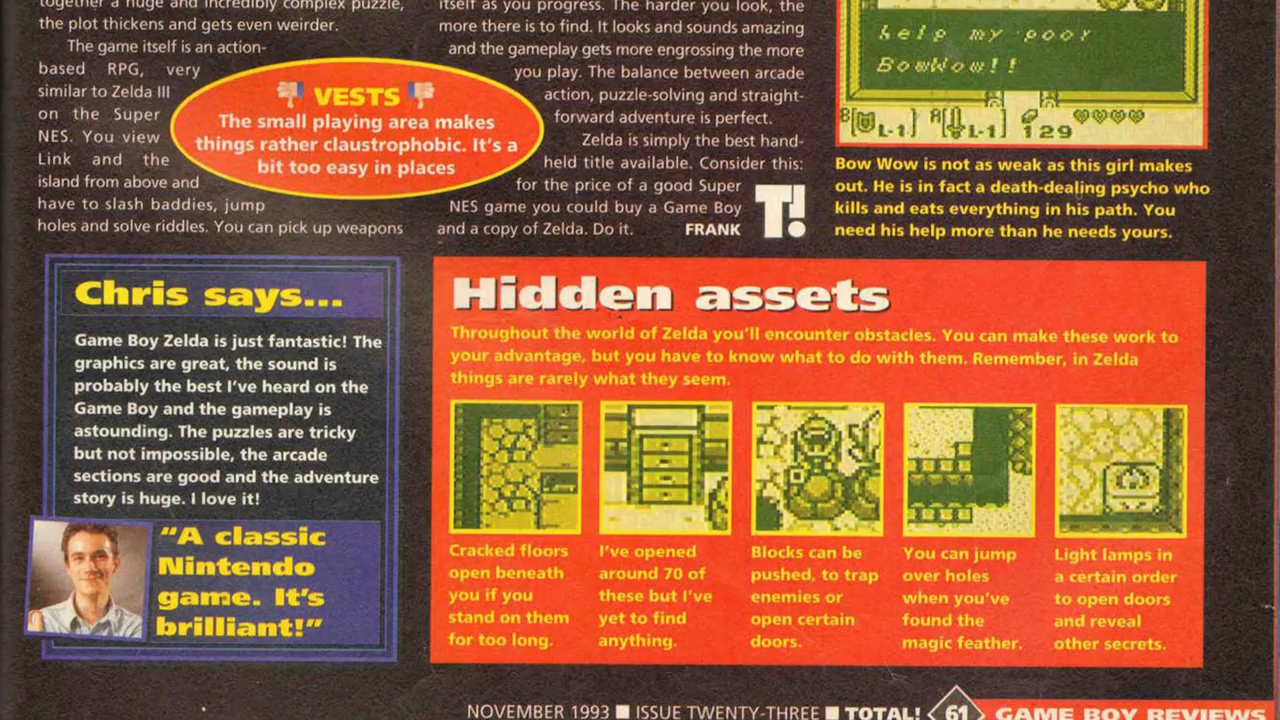 together a huge and incredibly complex puzzle,
the plot thickens and gets even weirder.
The game itself is an action-
based RPG, very
similar to Zelda III
on the Super
NES. You view
Link and the
island from above and
have to slash baddies, jump
holes and solve riddles. You can pick up weapons
VESTS
The small playing area makes
things rather claustrophobic. It's a
bit too easy in places
itself as you progress. The harder you look, the
more there is to find. It looks and sounds amazing
and the gameplay gets more engrossing the more
you play. The balance between arcade
action, puzzle-solving and straight-
forward adventure is perfect.
Zelda is simply the best hand-
held title available. Consider this:
for the price of a good Super
NES game you could buy a Game Boy
and a copy of Zelda. Do it. FRANK
T!
help my poor
BowWow!!
B[L-1] A[L-1] 129
Bow Wow is not as weak as this girl makes
out. He is in fact a death-dealing psycho who
kills and eats everything in his path. You
need his help more than he needs yours.
Chris says...
Game Boy Zelda is just fantastic! The
graphics are great, the sound is
probably the best I've heard on the
Game Boy and the gameplay is
astounding. The puzzles are tricky
but not impossible, the arcade
sections are good and the adventure
story is huge. I love it!
"A classic
Nintendo
game. It's
brilliant!"
Hidden assets
Throughout the world of Zelda you'll encounter obstacles. You can make these work to
your advantage, but you have to know what to do with them. Remember, in Zelda
things are rarely what they seem.
Cracked floors
open beneath
you if you
stand on them
for too long.
I've opened
around 70 of
these but I've
yet to find
anything.
Blocks can be
pushed, to trap
enemies or
open certain
doors.
You can jump
over holes
when you've
found the
magic feather.
Light lamps in
a certain order
to open doors
and reveal
other secrets.
NOVEMBER 1993 ■ ISSUE TWENTY-THREE ■ TOTAL! 61 GAME BOY REVIEWS